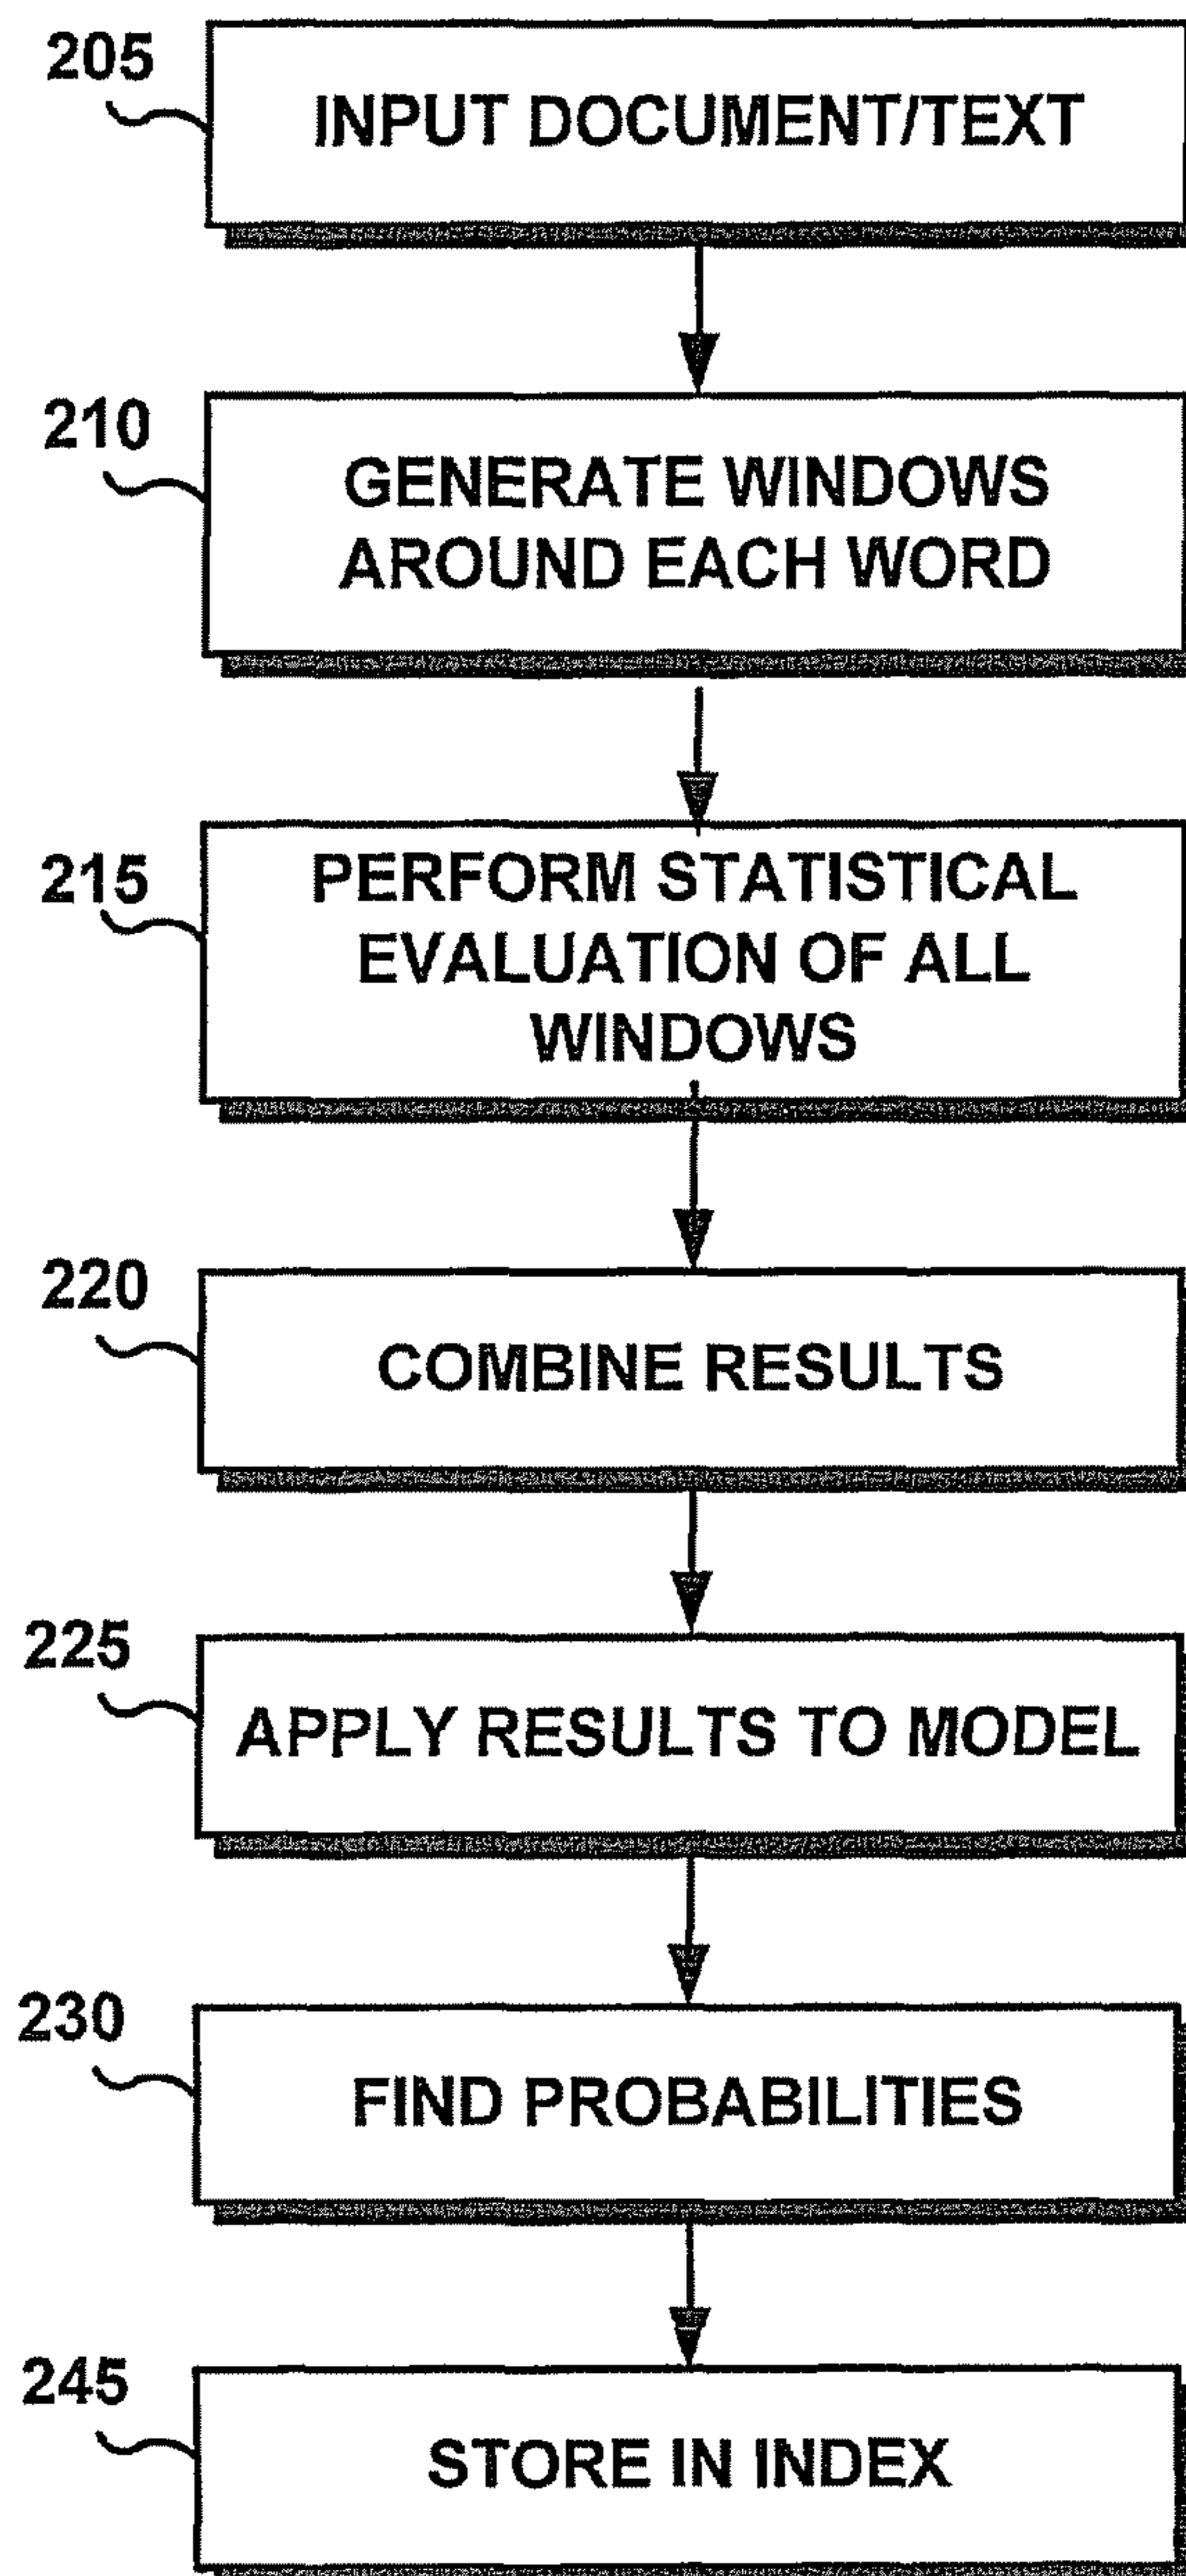 205
INPUT DOCUMENT/TEXT
210
GENERATE WINDOWS
AROUND EACH WORD
215
PERFORM STATISTICAL
EVALUATION OF ALL
WINDOWS
220
COMBINE RESULTS
225
APPLY RESULTS TO MODEL
230
FIND PROBABILITIES
245
STORE IN INDEX